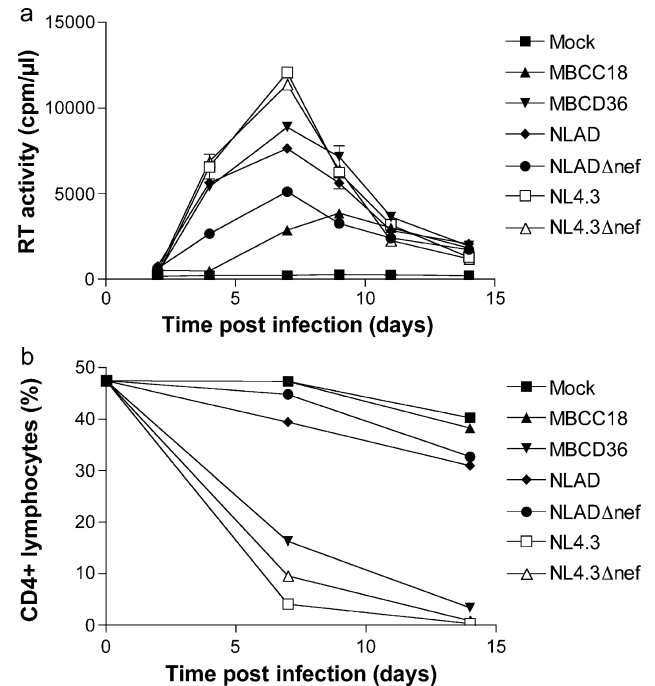 a
15000
10000
5000
0
0 5 10 15
RT activity (cpm/µl)
Time post infection (days)
Mock
MBCC18
MBCD36
NLAD
NLADΔnef
NL4.3
NL4.3Δnef
b
50
40
30
20
10
0
0 5 10 15
CD4+ lymphocytes (%)
Time post infection (days)
Mock
MBCC18
MBCD36
NLAD
NLADΔnef
NL4.3
NL4.3Δnef